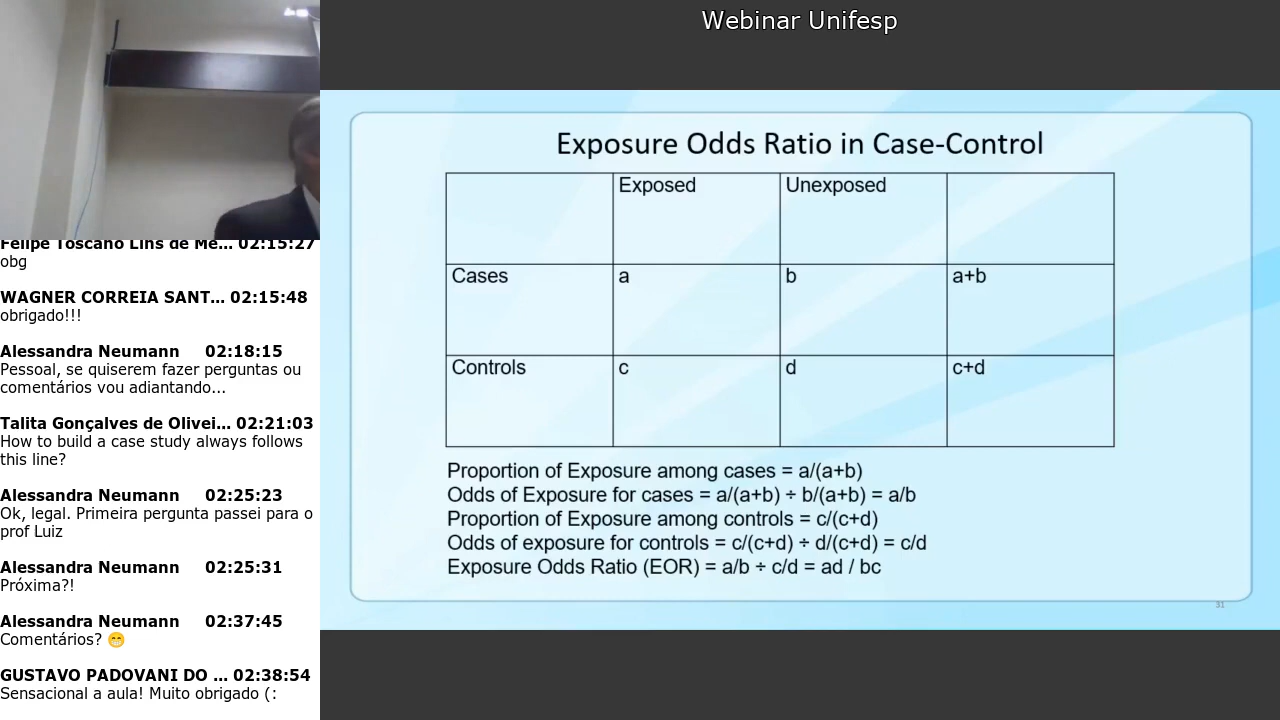 Webinar Unifesp
Felipe Toscano Lins de Me... 02:15:27
obg
WAGNER CORREIA SANT... 02:15:48
obrigado!!!
Alessandra Neumann 02:18:15
Pessoal, se quiserem fazer perguntas ou
comentários vou adiantando...
Talita Gonçalves de Olivei... 02:21:03
How to build a case study always follows
this line?
Alessandra Neumann 02:25:23
Ok, legal. Primeira pergunta passei para o
prof Luiz
Alessandra Neumann 02:25:31
Próxima?!
Alessandra Neumann 02:37:45
Comentários? 😁
GUSTAVO PADOVANI DO ... 02:38:54
Sensacional a aula! Muito obrigado (:
Exposure Odds Ratio in Case-Control
Exposed Unexposed
Cases a b a+b
Controls c d c+d
Proportion of Exposure among cases = a/(a+b)
Odds of Exposure for cases = a/(a+b) ÷ b/(a+b) = a/b
Proportion of Exposure among controls = c/(c+d)
Odds of exposure for controls = c/(c+d) ÷ d/(c+d) = c/d
Exposure Odds Ratio (EOR) = a/b ÷ c/d = ad / bc
31